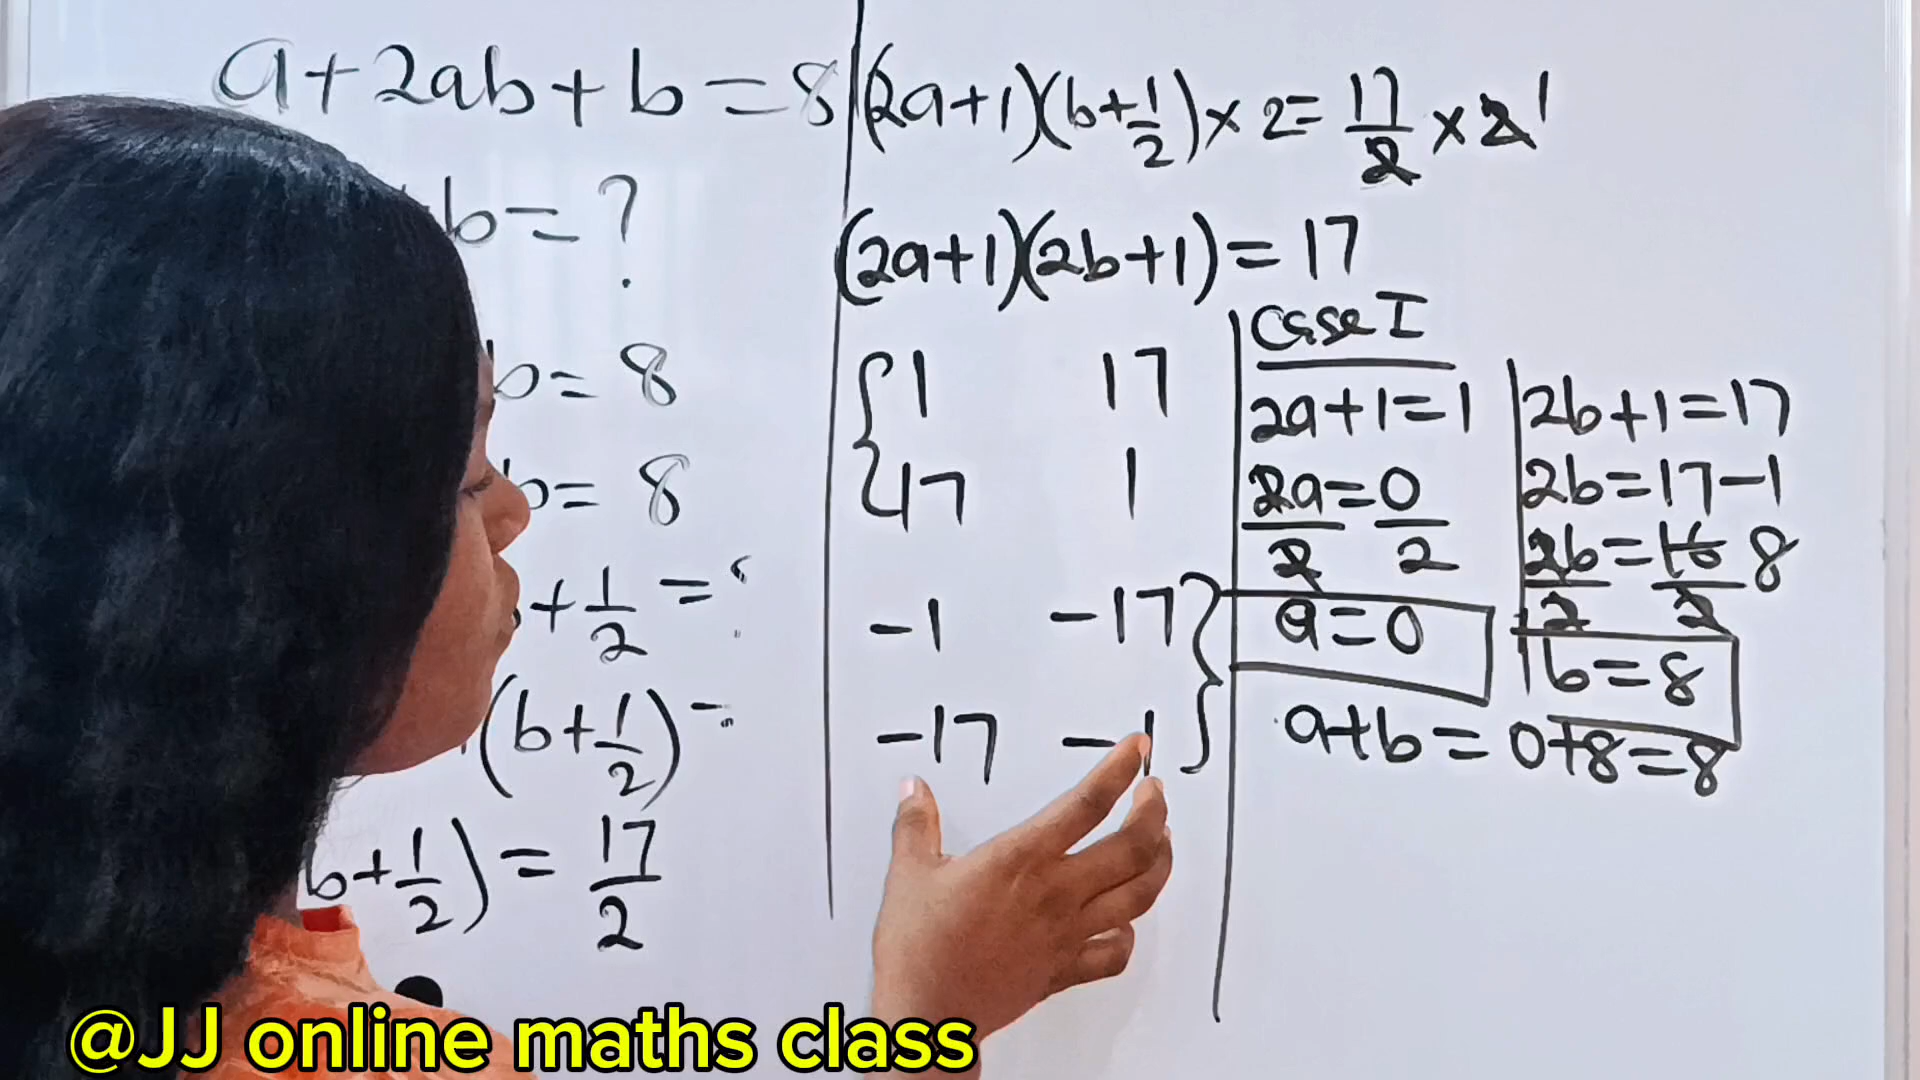 a+2ab+b=8
b=?
b=8
b=8
+1/2=
(b+1/2)=
b+1/2)=17/2
(2a+1)(b+1/2)×2=17/2×2 1
(2a+1)(2b+1)=17
{1 17
17 1
-1 -17}
-17 -1
Case I
2a+1=1
2a/2=0/2
a=0
2b+1=17
2b=17-1
2b/2=16/2 8
b=8
a+b=0+8=8
@JJ online maths class